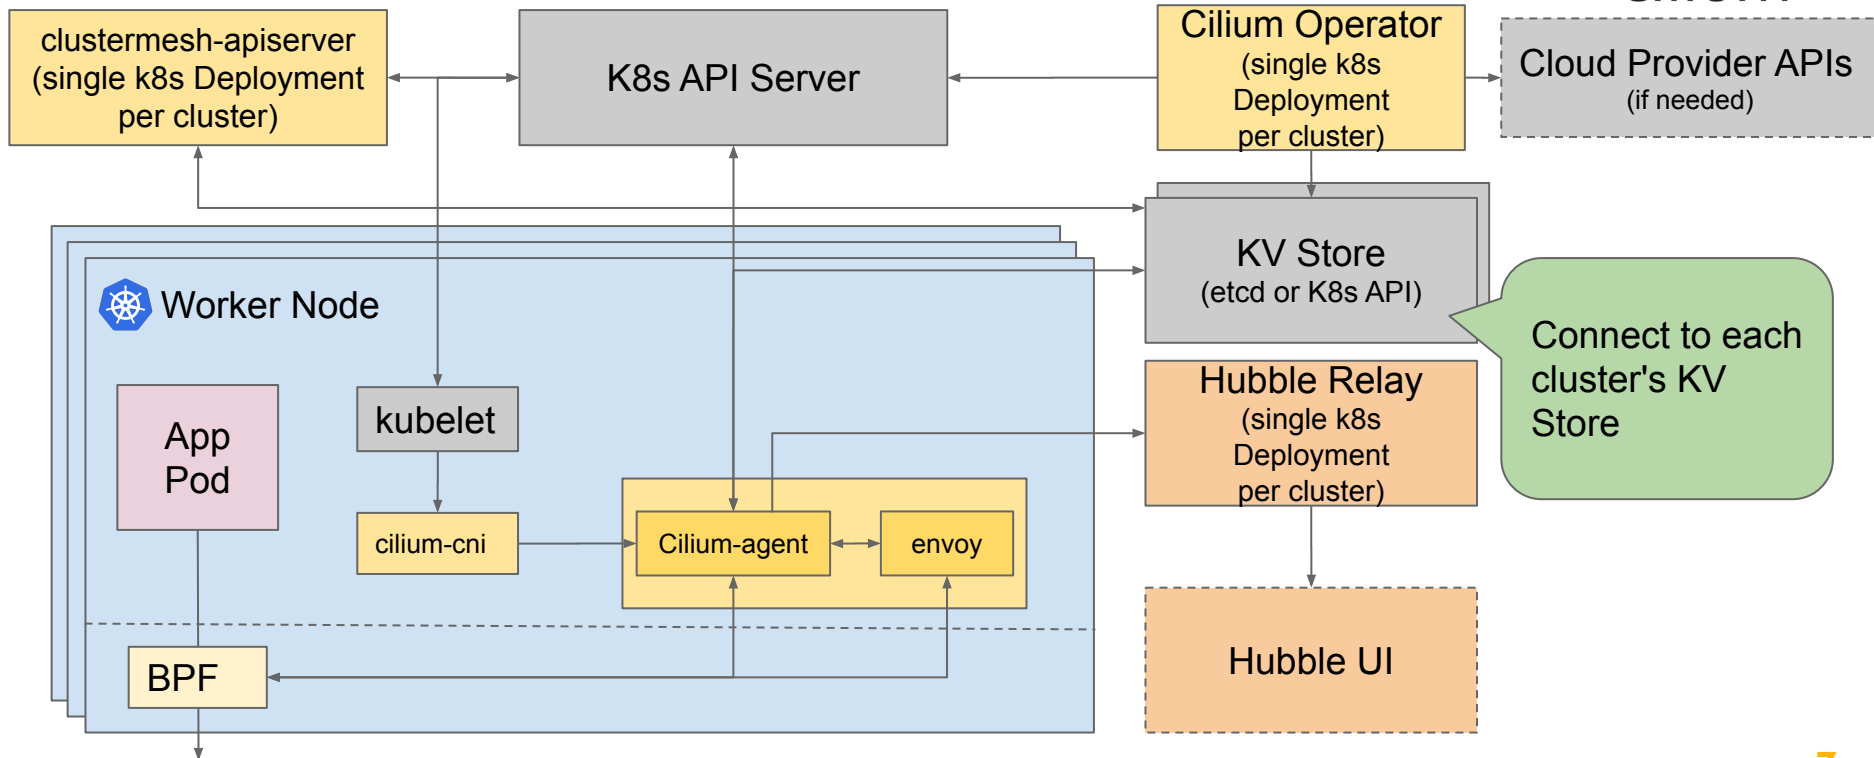 clustermesh-apiserver
(single k8s Deployment
per cluster)
K8s API Server
Cilium Operator
(single k8s
Deployment
per cluster)
Cloud Provider APIs
(if needed)
KV Store
(etcd or K8s API)
Connect to each
cluster's KV
Store
Worker Node
App
Pod
kubelet
cilium-cni
Cilium-agent
envoy
BPF
Hubble Relay
(single k8s
Deployment
per cluster)
Hubble UI